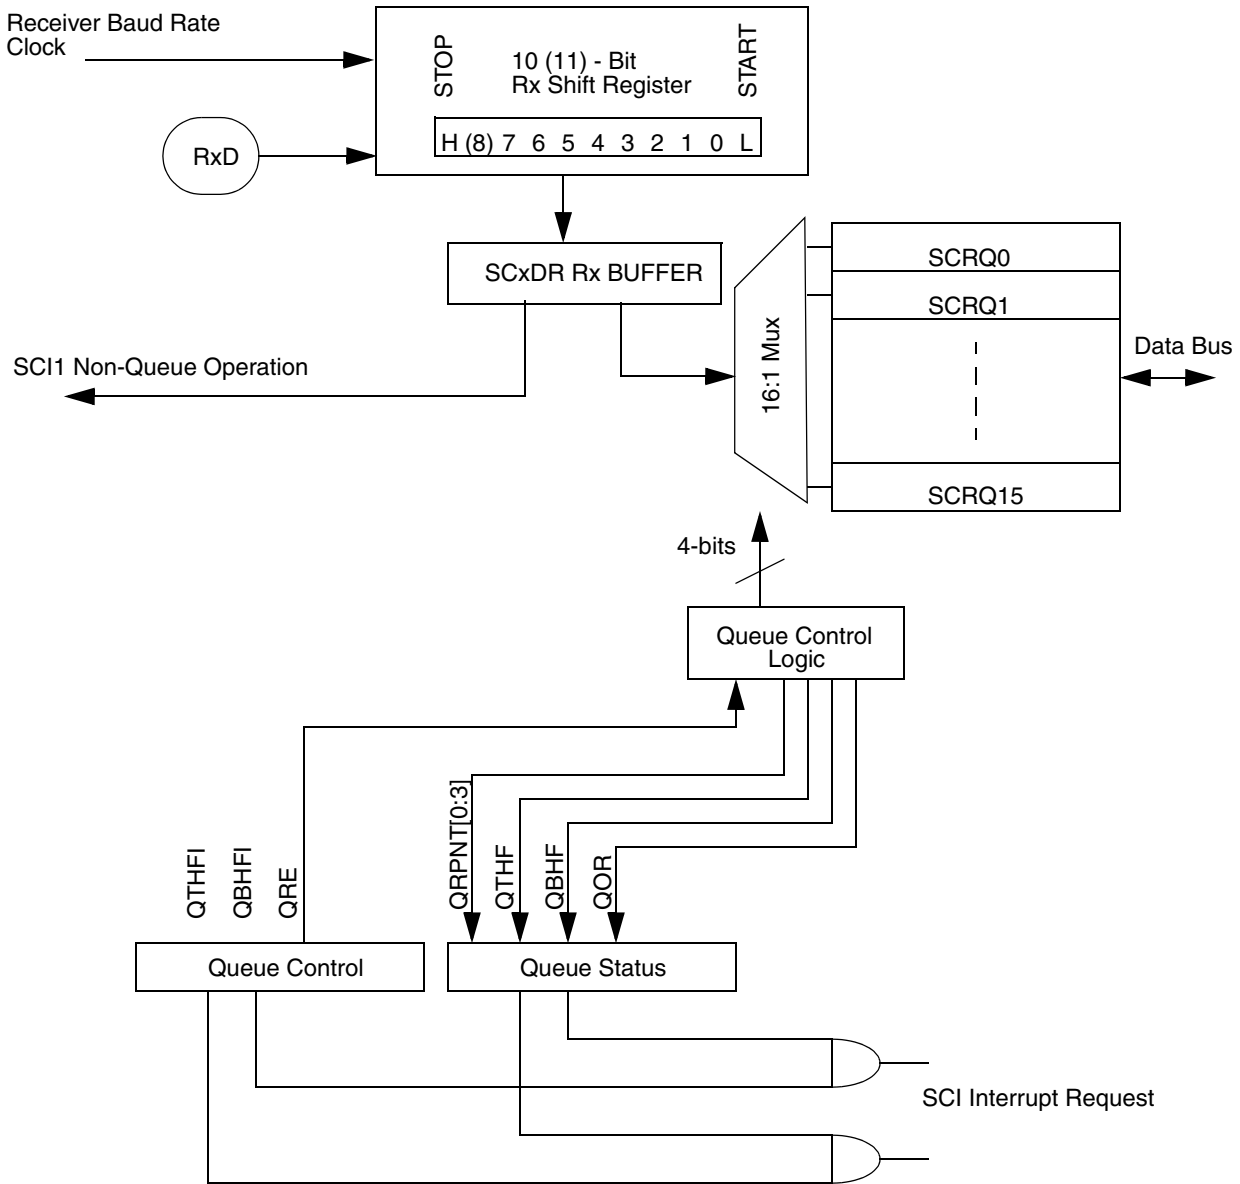 Receiver Baud Rate
Clock
STOP
10 (11) - Bit
Rx Shift Register
START
H (8) 7 6 5 4 3 2 1 0 L
RxD
SCxDR Rx BUFFER
16:1 Mux
SCRQ0
SCRQ1
SCRQ15
Data Bus
SCI1 Non-Queue Operation
4-bits
Queue Control
Logic
QTHFI
QBHFI
QRE
QRPNT[0:3]
QTHF
QBHF
QOR
Queue Control
Queue Status
SCI Interrupt Request